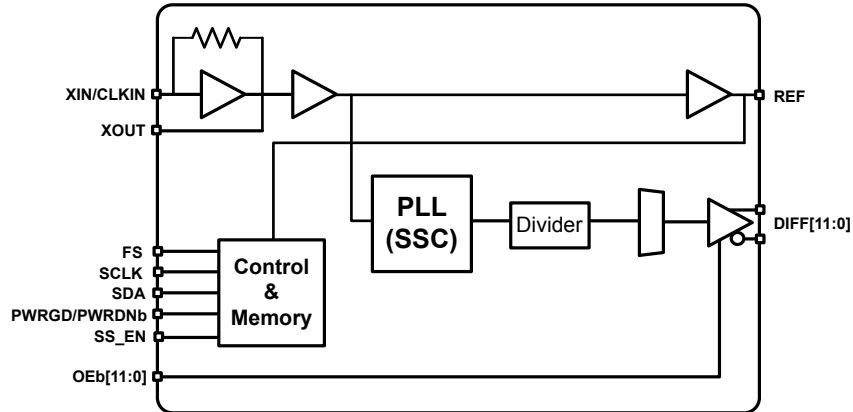 XIN/CLKIN
REF
XOUT
PLL
(SSC)
Divider
DIFF[11:0]
FS
SCLK
SDA
PWRGD/PWRDNb
SS_EN
Control
&
Memory
OEb[11:0]